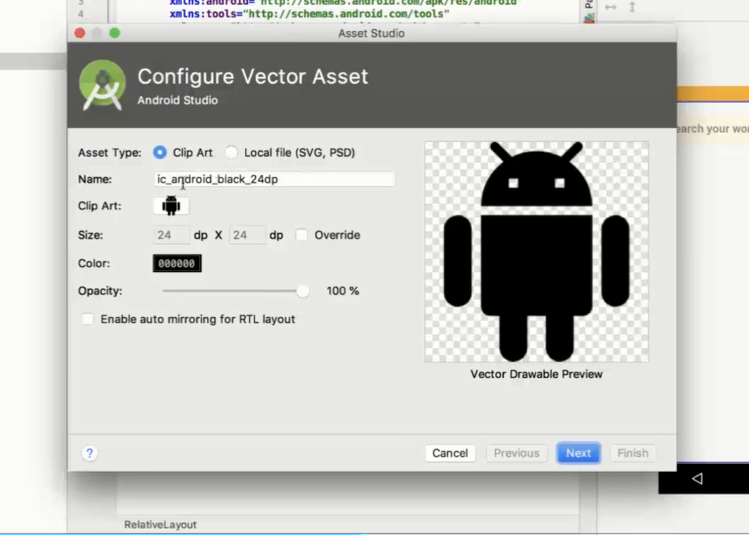 3
xmlns:android="http://schemas.android.com/apk/res/android"
4
xmlns:tools="http://schemas.android.com/tools"
Asset Studio
Configure Vector Asset
Android Studio
Asset Type: Clip Art Local file (SVG, PSD)
Name: ic_android_black_24dp
Clip Art:
Size: 24 dp X 24 dp Override
Color: 000000
Opacity: 100 %
Enable auto mirroring for RTL layout
Vector Drawable Preview
? Cancel Previous Next Finish
RelativeLayout
earch your wo